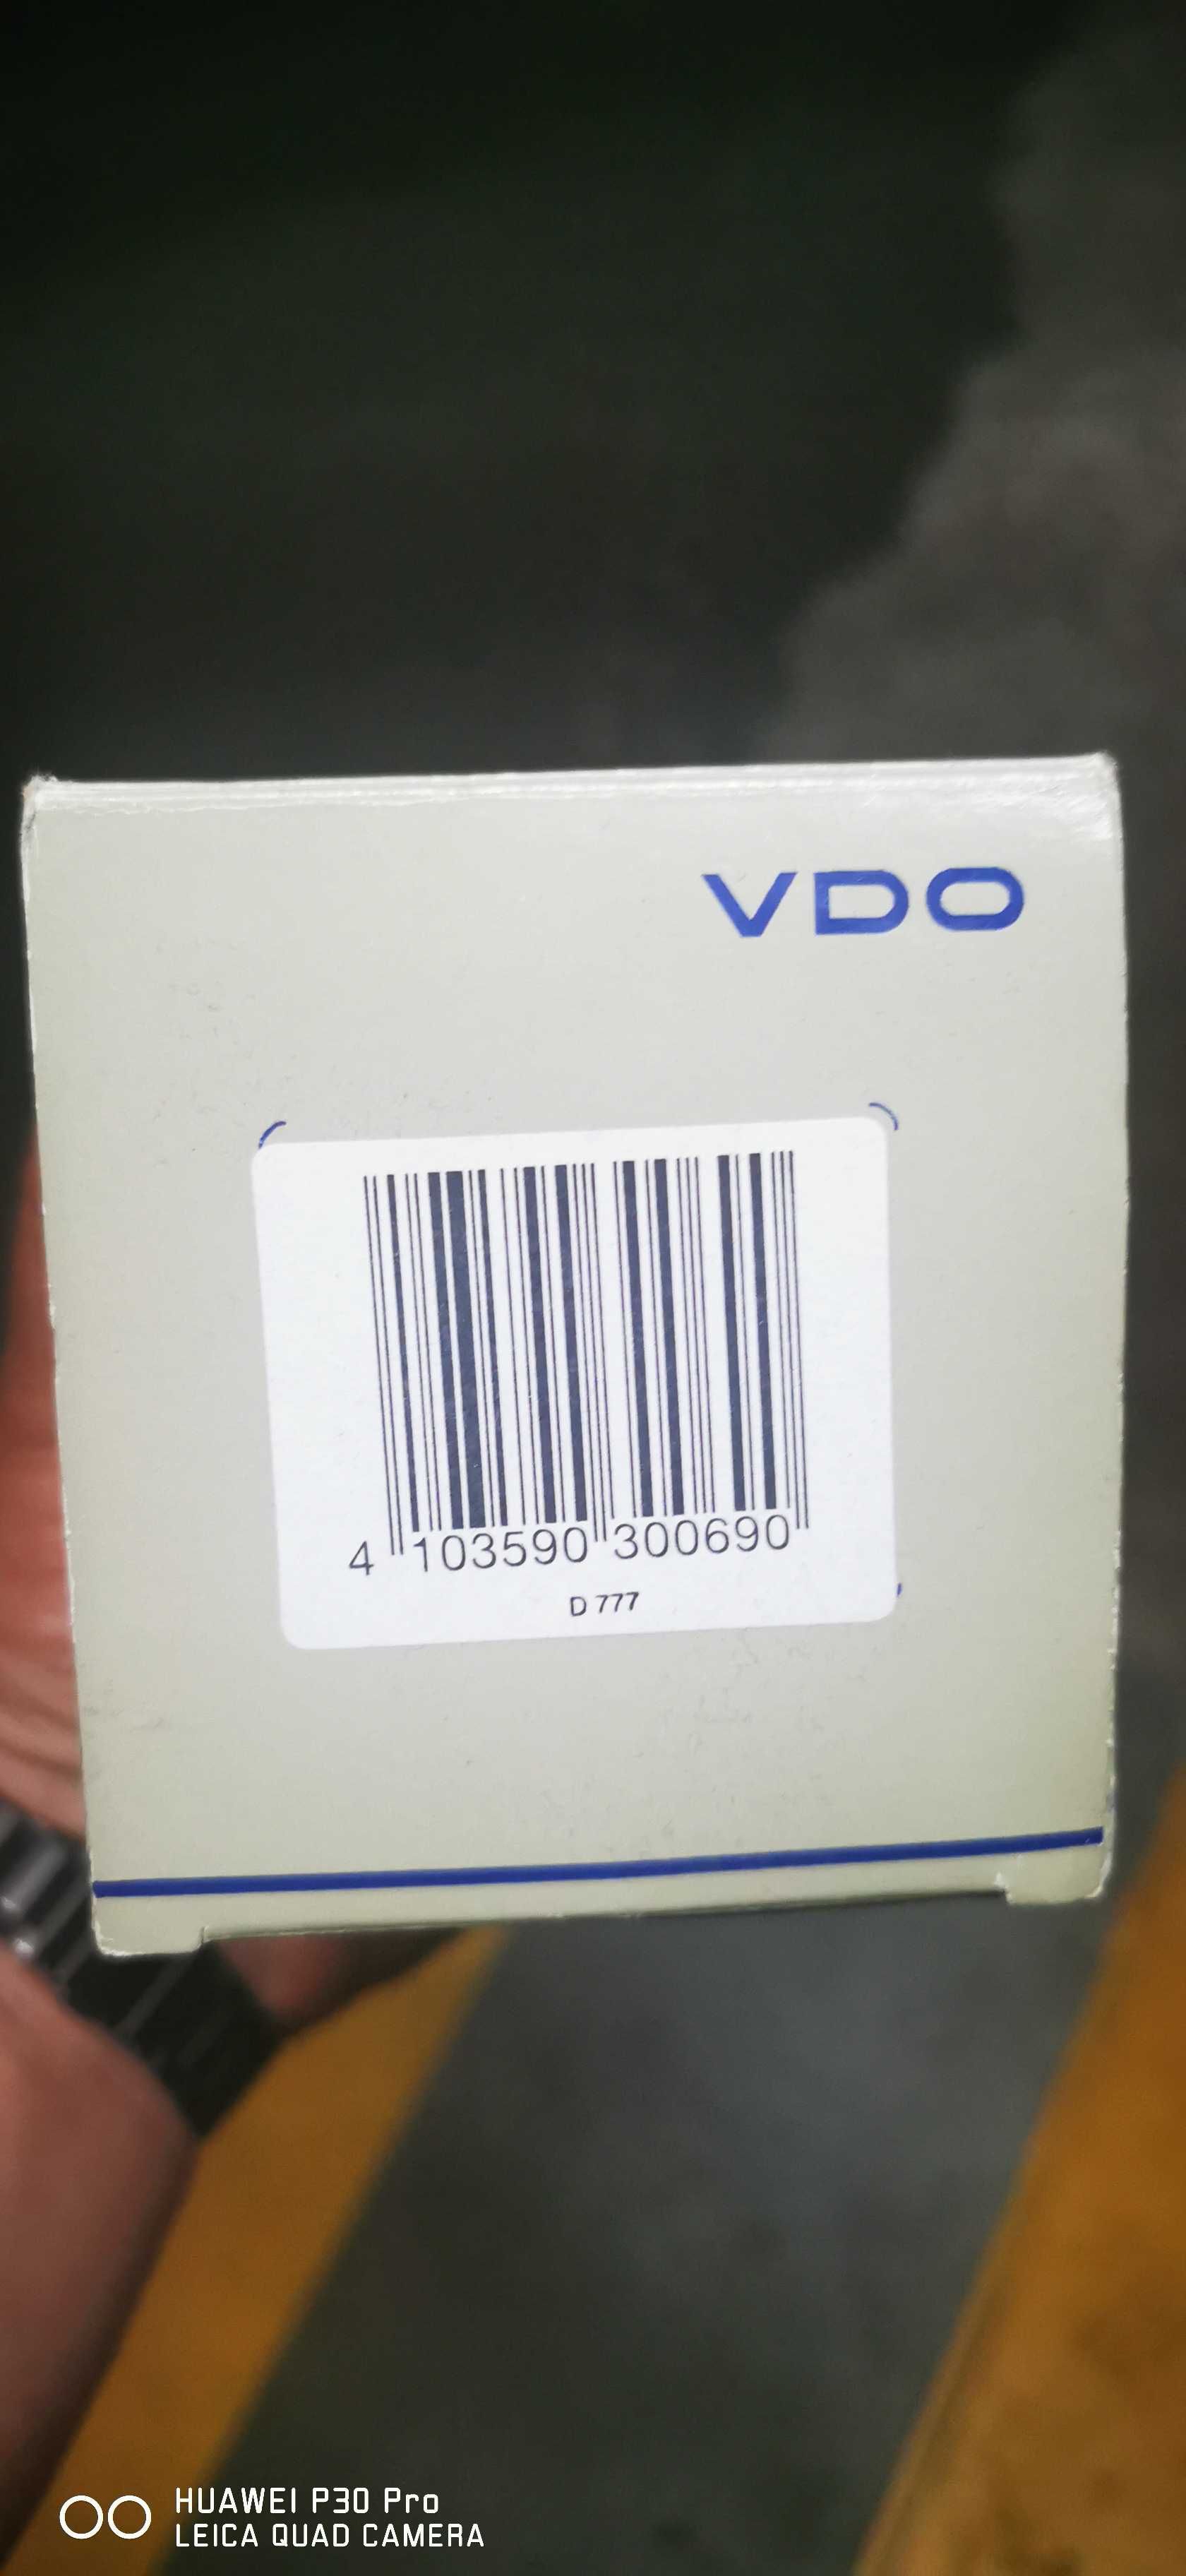 VDO
4 103590 300690
D 777
HUAWEI P30 Pro
LEICA QUAD CAMERA